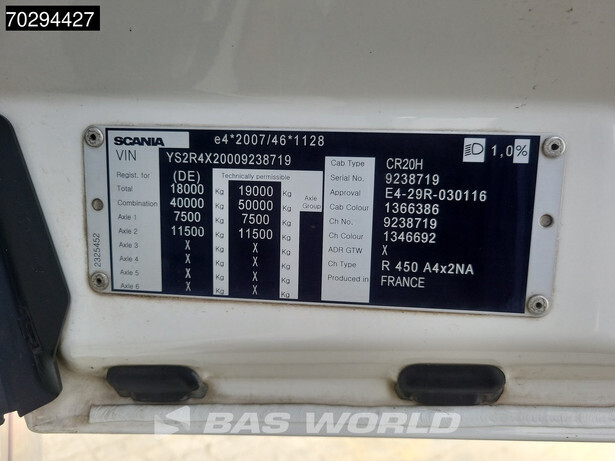 70294427
SCANIA e4*2007/46*1128 1,0%
VIN YS2R4X20009238719
Regist. for (DE) Technically permissible
Total 18000 Kg 19000 Kg
Combination 40000 Kg 50000 Kg Axle Group
Axle 1 7500 Kg 7500 Kg
Axle 2 11500 Kg 11500 Kg
Axle 3 X Kg X Kg
Axle 4 X Kg X Kg
Axle 5 X Kg X Kg
Axle 6 X Kg X Kg
Cab Type CR20H
Serial No. 9238719
Approval E4-29R-030116
Cab Colour 1366386
Ch No. 9238719
Ch Colour 1346692
ADR GTW X
Ch Type R 450 A4x2NA
Produced in FRANCE
2325452
BAS WORLD